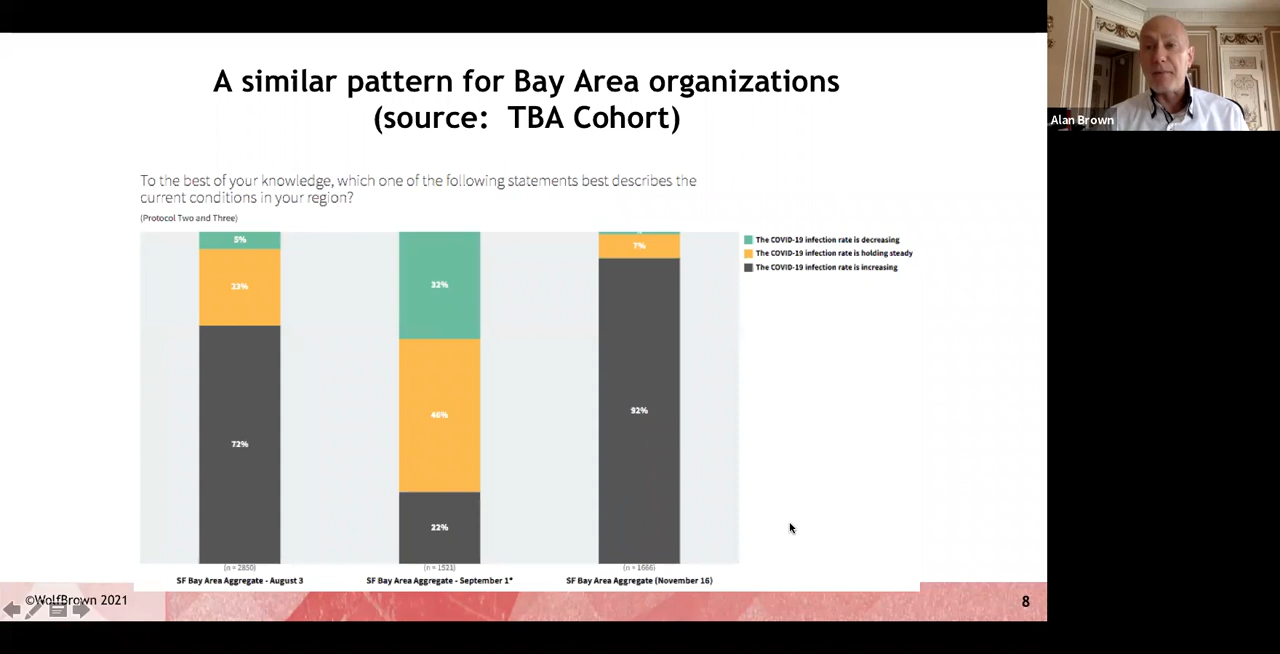 A similar pattern for Bay Area organizations
(source: TBA Cohort)
Alan Brown
To the best of your knowledge, which one of the following statements best describes the
current conditions in your region?
(Protocol Two and Three)
The COVID-19 infection rate is decreasing
The COVID-19 infection rate is holding steady
The COVID-19 infection rate is increasing
5%
23%
72%
32%
46%
22%
7%
92%
(n = 2850)
(n = 1521)
(n = 1666)
SF Bay Area Aggregate - August 3
SF Bay Area Aggregate - September 1*
SF Bay Area Aggregate (November 16)
©WolfBrown 2021
8